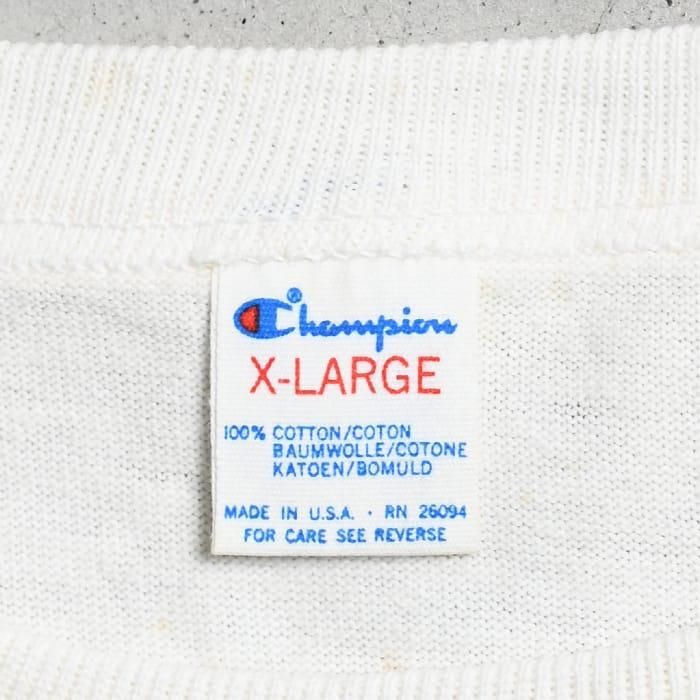 Champion®
X-LARGE
100% COTTON/COTON
BAUMWOLLE/COTONE
KATOEN/BOMULD
MADE IN U.S.A. · RN 26094
FOR CARE SEE REVERSE